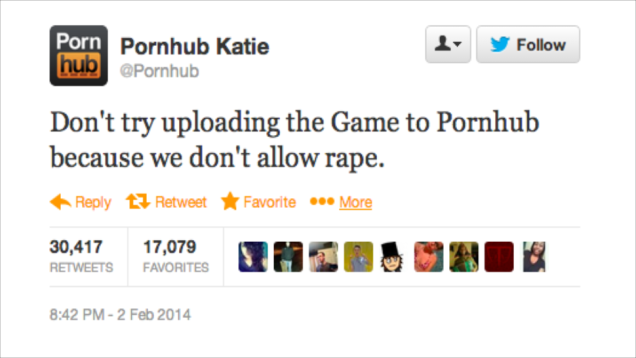 Porn
hub
Pornhub Katie
@Pornhub
Follow
Don't try uploading the Game to Pornhub
because we don't allow rape.
Reply Retweet Favorite More
30,417 17,079
RETWEETS FAVORITES
8:42 PM - 2 Feb 2014